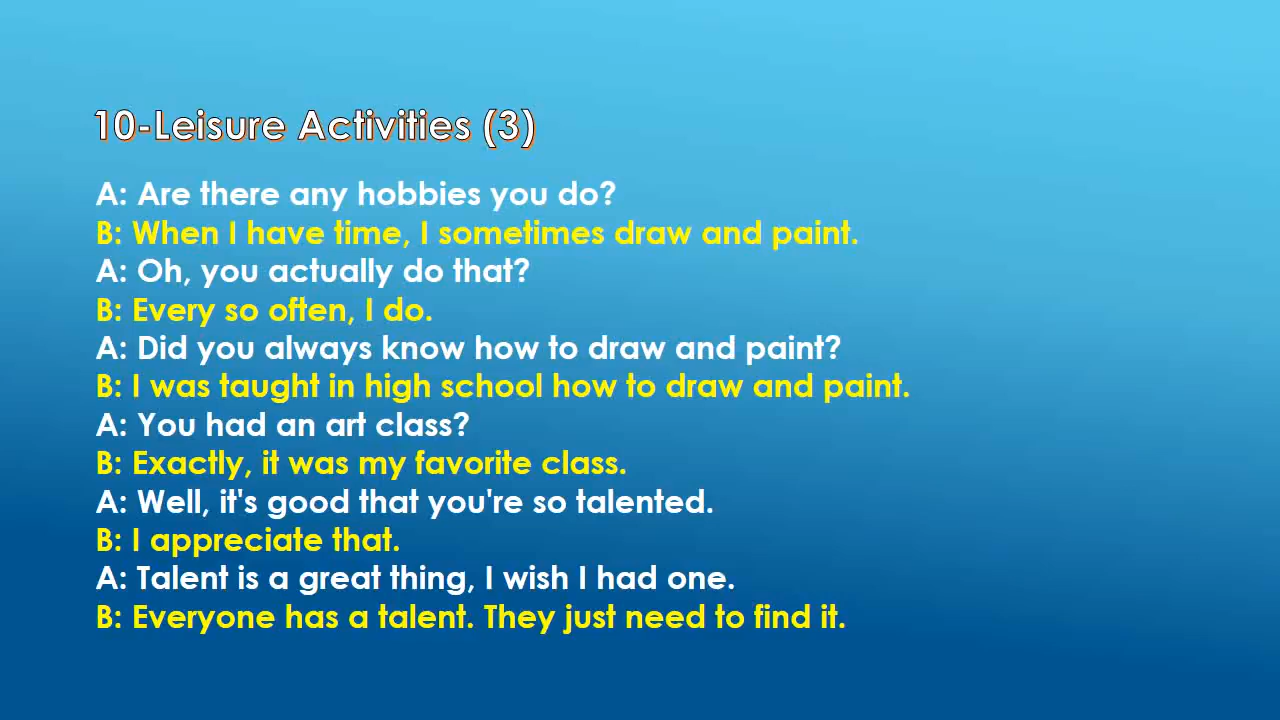 10-Leisure Activities (3)
A: Are there any hobbies you do?
B: When I have time, I sometimes draw and paint.
A: Oh, you actually do that?
B: Every so often, I do.
A: Did you always know how to draw and paint?
B: I was taught in high school how to draw and paint.
A: You had an art class?
B: Exactly, it was my favorite class.
A: Well, it's good that you're so talented.
B: I appreciate that.
A: Talent is a great thing, I wish I had one.
B: Everyone has a talent. They just need to find it.